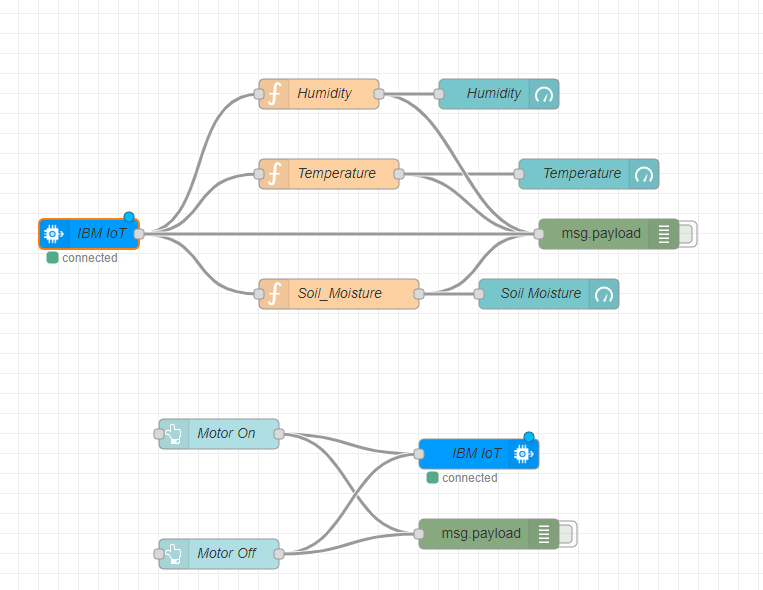 Humidity
Humidity
Temperature
Temperature
IBM IoT
msg.payload
connected
Soil_Moisture
Soil Moisture
Motor On
IBM IoT
connected
msg.payload
Motor Off